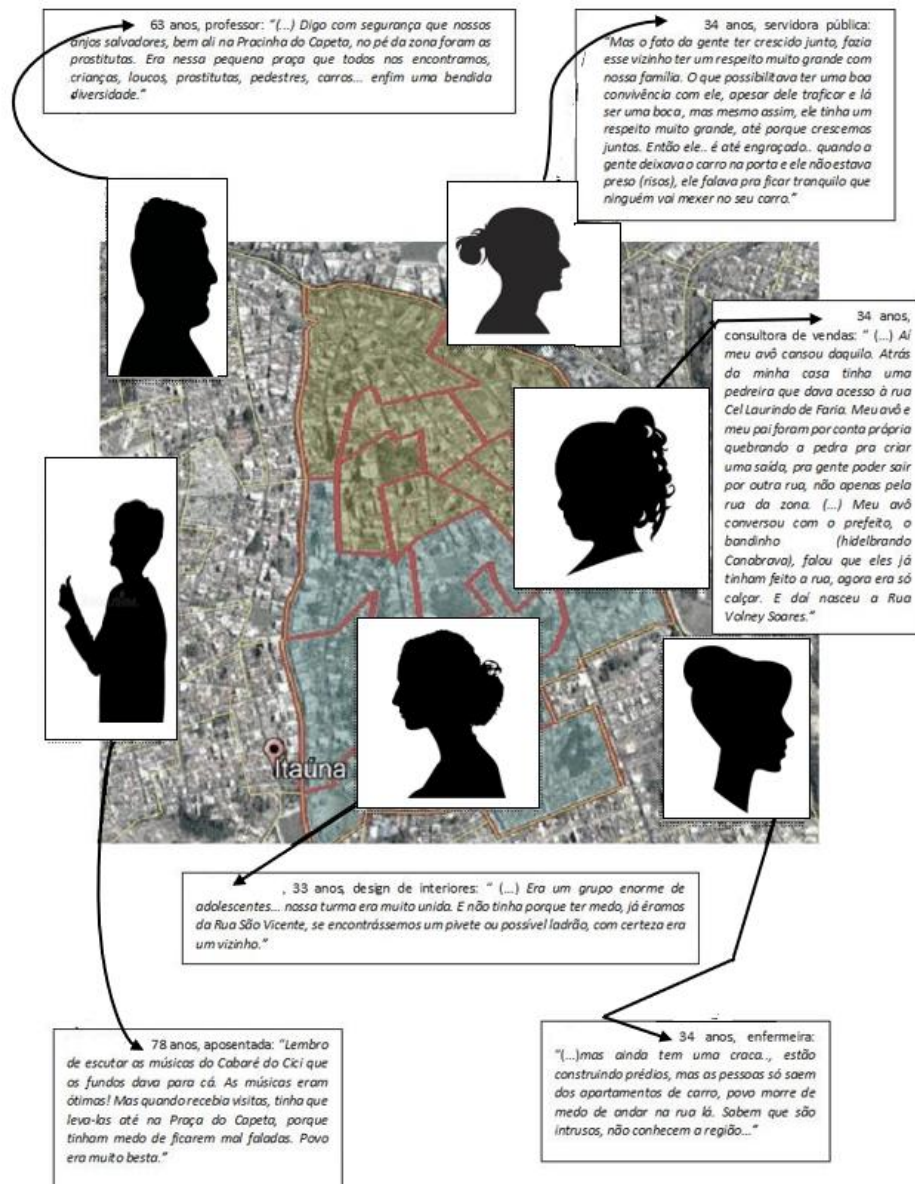 63 anos, professor: “(...) Digo com segurança que nossos
anjos salvadores, bem ali na Pracinha do Capeta, no pé da zona foram as
prostitutas. Era nessa pequena praça que todos nos encontramos,
crianças, loucos, prostitutas, pedestres, carros... enfim uma bendida
diversidade.”
34 anos, servidora pública:
“Mas o fato da gente ter crescido junto, fazia
esse vizinho ter um respeito muito grande com
nossa família. O que possibilitava ter uma boa
convivência com ele, apesar dele traficar e lá
ser uma boca, mas mesmo assim, ele tinha um
respeito muito grande, até porque crescemos
juntos. Então ele.. é até engraçado.. quando a
gente deixava o carro na porta e ele não estava
preso (risos), ele falava pra ficar tranquilo que
ninguém vai mexer no seu carro.”
34 anos,
consultora de vendas: “ (...) Aí
meu avô cansou daquilo. Atrás
da minha casa tinha uma
pedreira que dava acesso à rua
Cel Laurindo de Faria. Meu avô e
meu pai foram por conta própria
quebrando a pedra pra criar
uma saída, pra gente poder sair
por outra rua, não apenas pela
rua da zona. (...) Meu avô
conversou com o prefeito, o
bandinho (hidelbrando
Canabrava), falou que eles já
tinham feito a rua, agora era só
calçar. E daí nasceu a Rua
Volney Soares.”
Itaúna
, 33 anos, design de interiores: “ (...) Era um grupo enorme de
adolescentes... nossa turma era muito unida. E não tinha porque ter medo, já éramos
da Rua São Vicente, se encontrássemos um pivete ou possível ladrão, com certeza era
um vizinho.”
78 anos, aposentada: “Lembro
de escutar as músicas do Cabaré do Cici que
os fundos dava para cá. As músicas eram
ótimas! Mas quando recebia visitas, tinha que
leva-las até na Praça do Capeta, porque
tinham medo de ficarem mal faladas. Povo
era muito besta.”
34 anos, enfermeira:
“(...)mas ainda tem uma craca.., estão
construindo prédios, mas as pessoas só saem
dos apartamentos de carro, povo morre de
medo de andar na rua lá. Sabem que são
intrusos, não conhecem a região...”